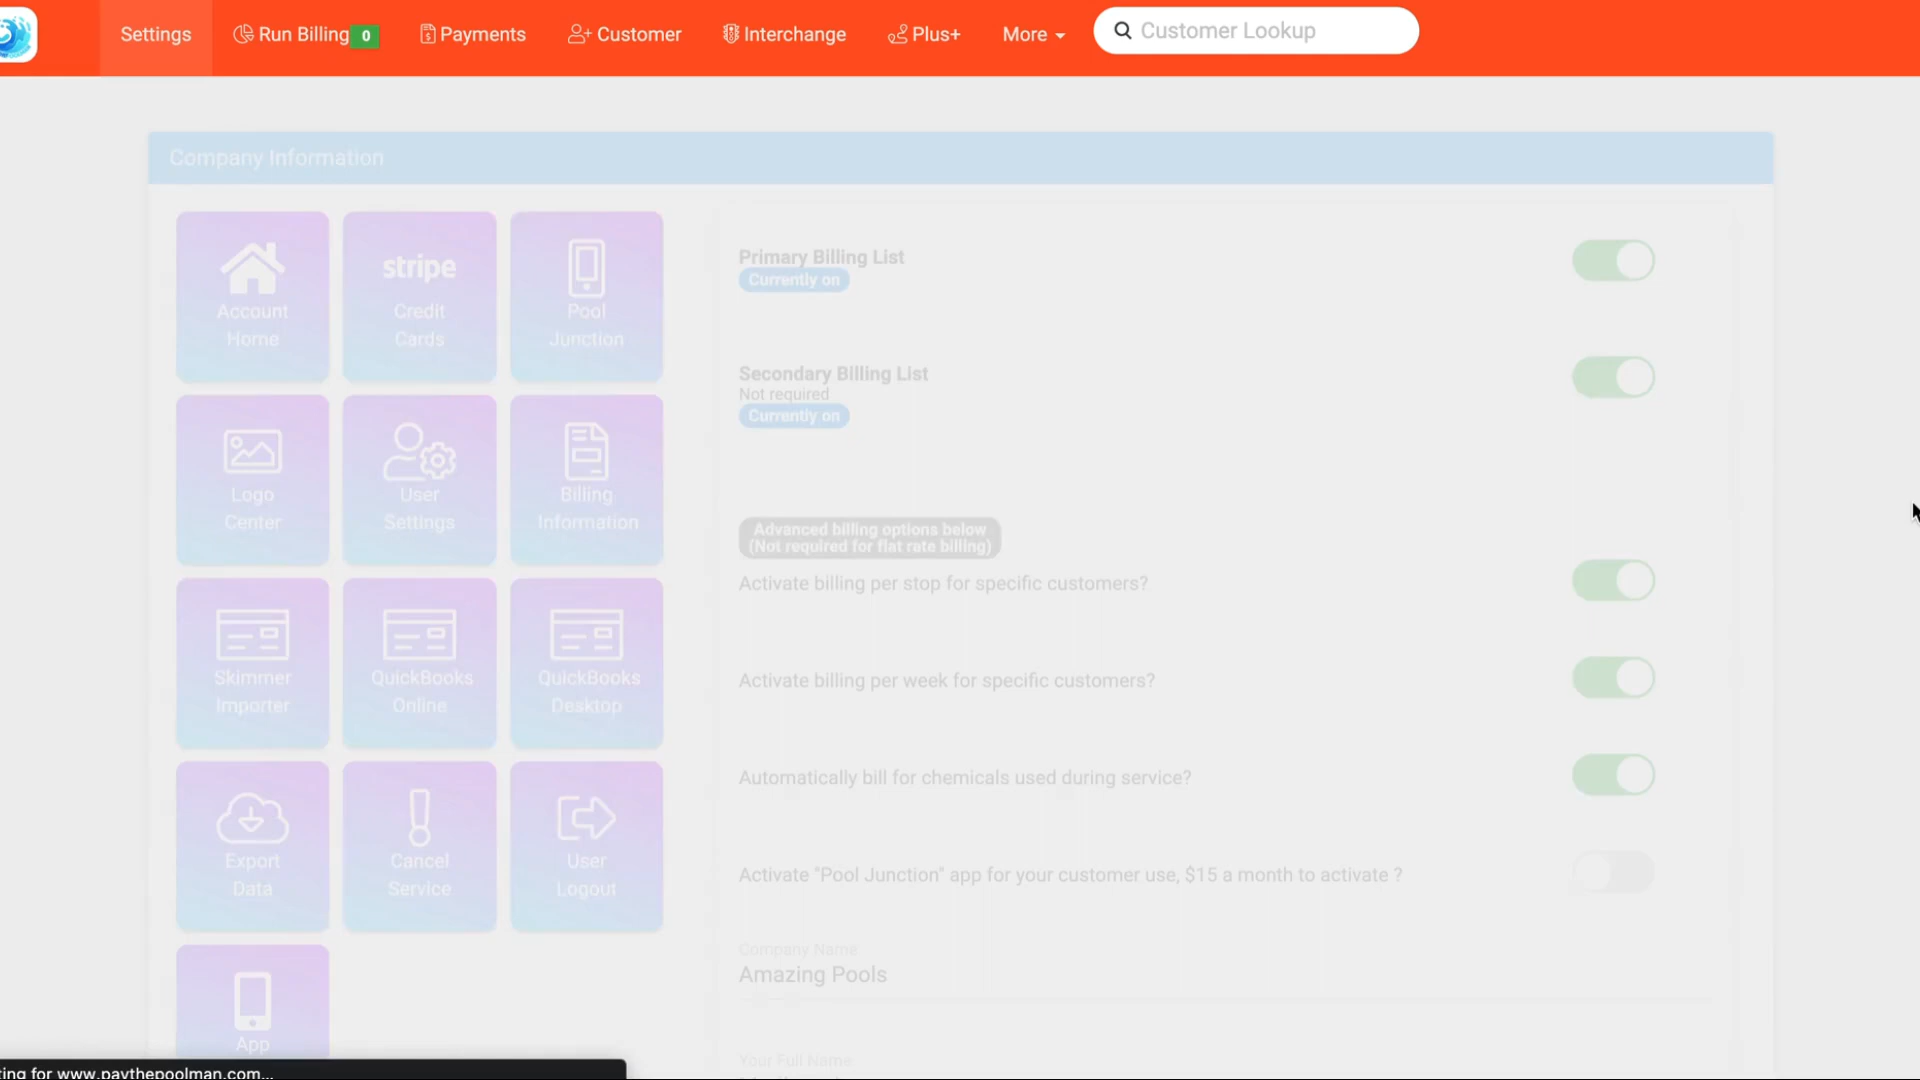 Settings
Run Billing 0
Payments
Customer
Interchange
Plus+
More
Customer Lookup
Company Information
Account
Home
stripe
Credit
Cards
Pool
Junction
Logo
Center
User
Settings
Billing
Information
Skimmer
Importer
QuickBooks
Online
QuickBooks
Desktop
Export
Data
Cancel
Service
User
Logout
App
Primary Billing List
Currently on
Secondary Billing List
Not required
Currently on
Advanced billing options below
(Not required for flat rate billing)
Activate billing per stop for specific customers?
Activate billing per week for specific customers?
Automatically bill for chemicals used during service?
Activate "Pool Junction" app for your customer use, $15 a month to activate ?
Company Name
Amazing Pools
Your Full Name
ting for www.paythepoolman.com...